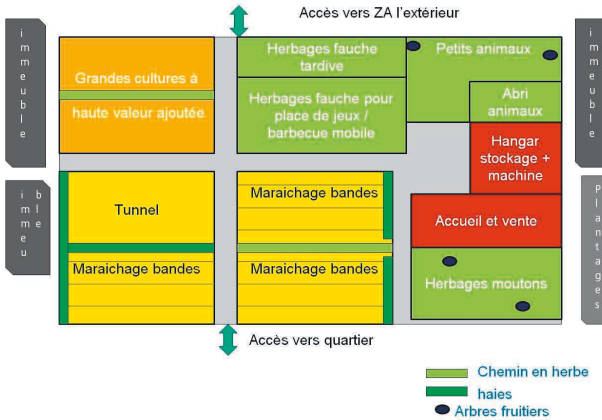 Accès vers ZA l'extérieur
immeuble
Grandes cultures à
haute valeur ajoutée
Herbages fauche
tardive
Herbages fauche pour
place de jeux /
barbecue mobile
Petits animaux
Abri
animaux
Hangar
stockage +
machine
immeuble
immeu
ble
Tunnel
Maraichage bandes
Maraichage bandes
Maraichage bandes
Accueil et vente
Herbages moutons
Plantages
Accès vers quartier
Chemin en herbe
haies
Arbres fruitiers